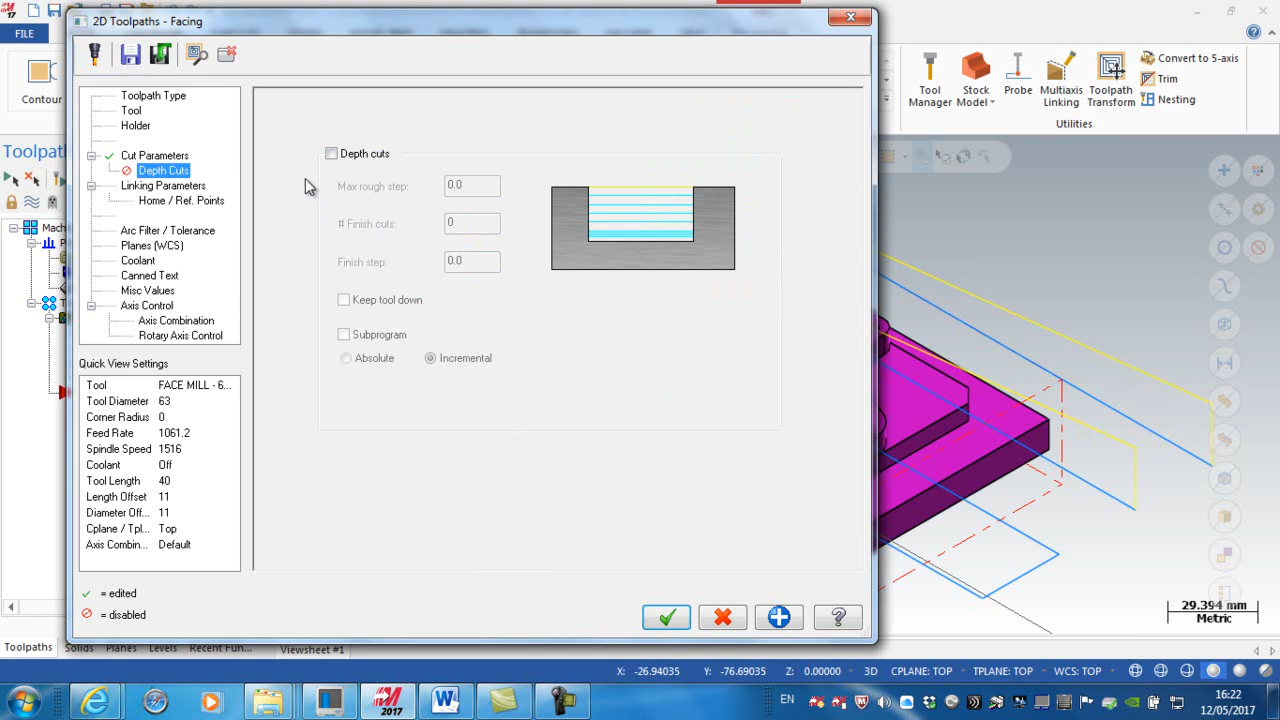 17
2D Toolpaths - Facing
FILE
Contour
Tool
Manager
Stock
Model
Probe
Multiaxis
Linking
Toolpath
Transform
Convert to 5-axis
Trim
Nesting
Utilities
Toolpaths
Toolpath Type
Tool
Holder
Cut Parameters
Depth Cuts
Linking Parameters
Home / Ref. Points
Arc Filter / Tolerance
Planes (WCS)
Coolant
Canned Text
Misc Values
Axis Control
Axis Combination
Rotary Axis Control
Depth cuts
Max rough step: 0.0
# Finish cuts: 0
Finish step: 0.0
Keep tool down
Subprogram
Absolute Incremental
Quick View Settings
Tool FACE MILL - 6...
Tool Diameter 63
Corner Radius 0
Feed Rate 1061.2
Spindle Speed 1516
Coolant Off
Tool Length 40
Length Offset 11
Diameter Off... 11
Cplane / Tpl... Top
Axis Combin... Default
= edited
= disabled
29.394 mm
Metric
Toolpaths Solids Planes Levels Recent Fun... Viewsheet #1
X: -26.94035 Y: -76.69035 Z: 0.00000 3D CPLANE: TOP TPLANE: TOP WCS: TOP
2017
EN
16:22
12/05/2017